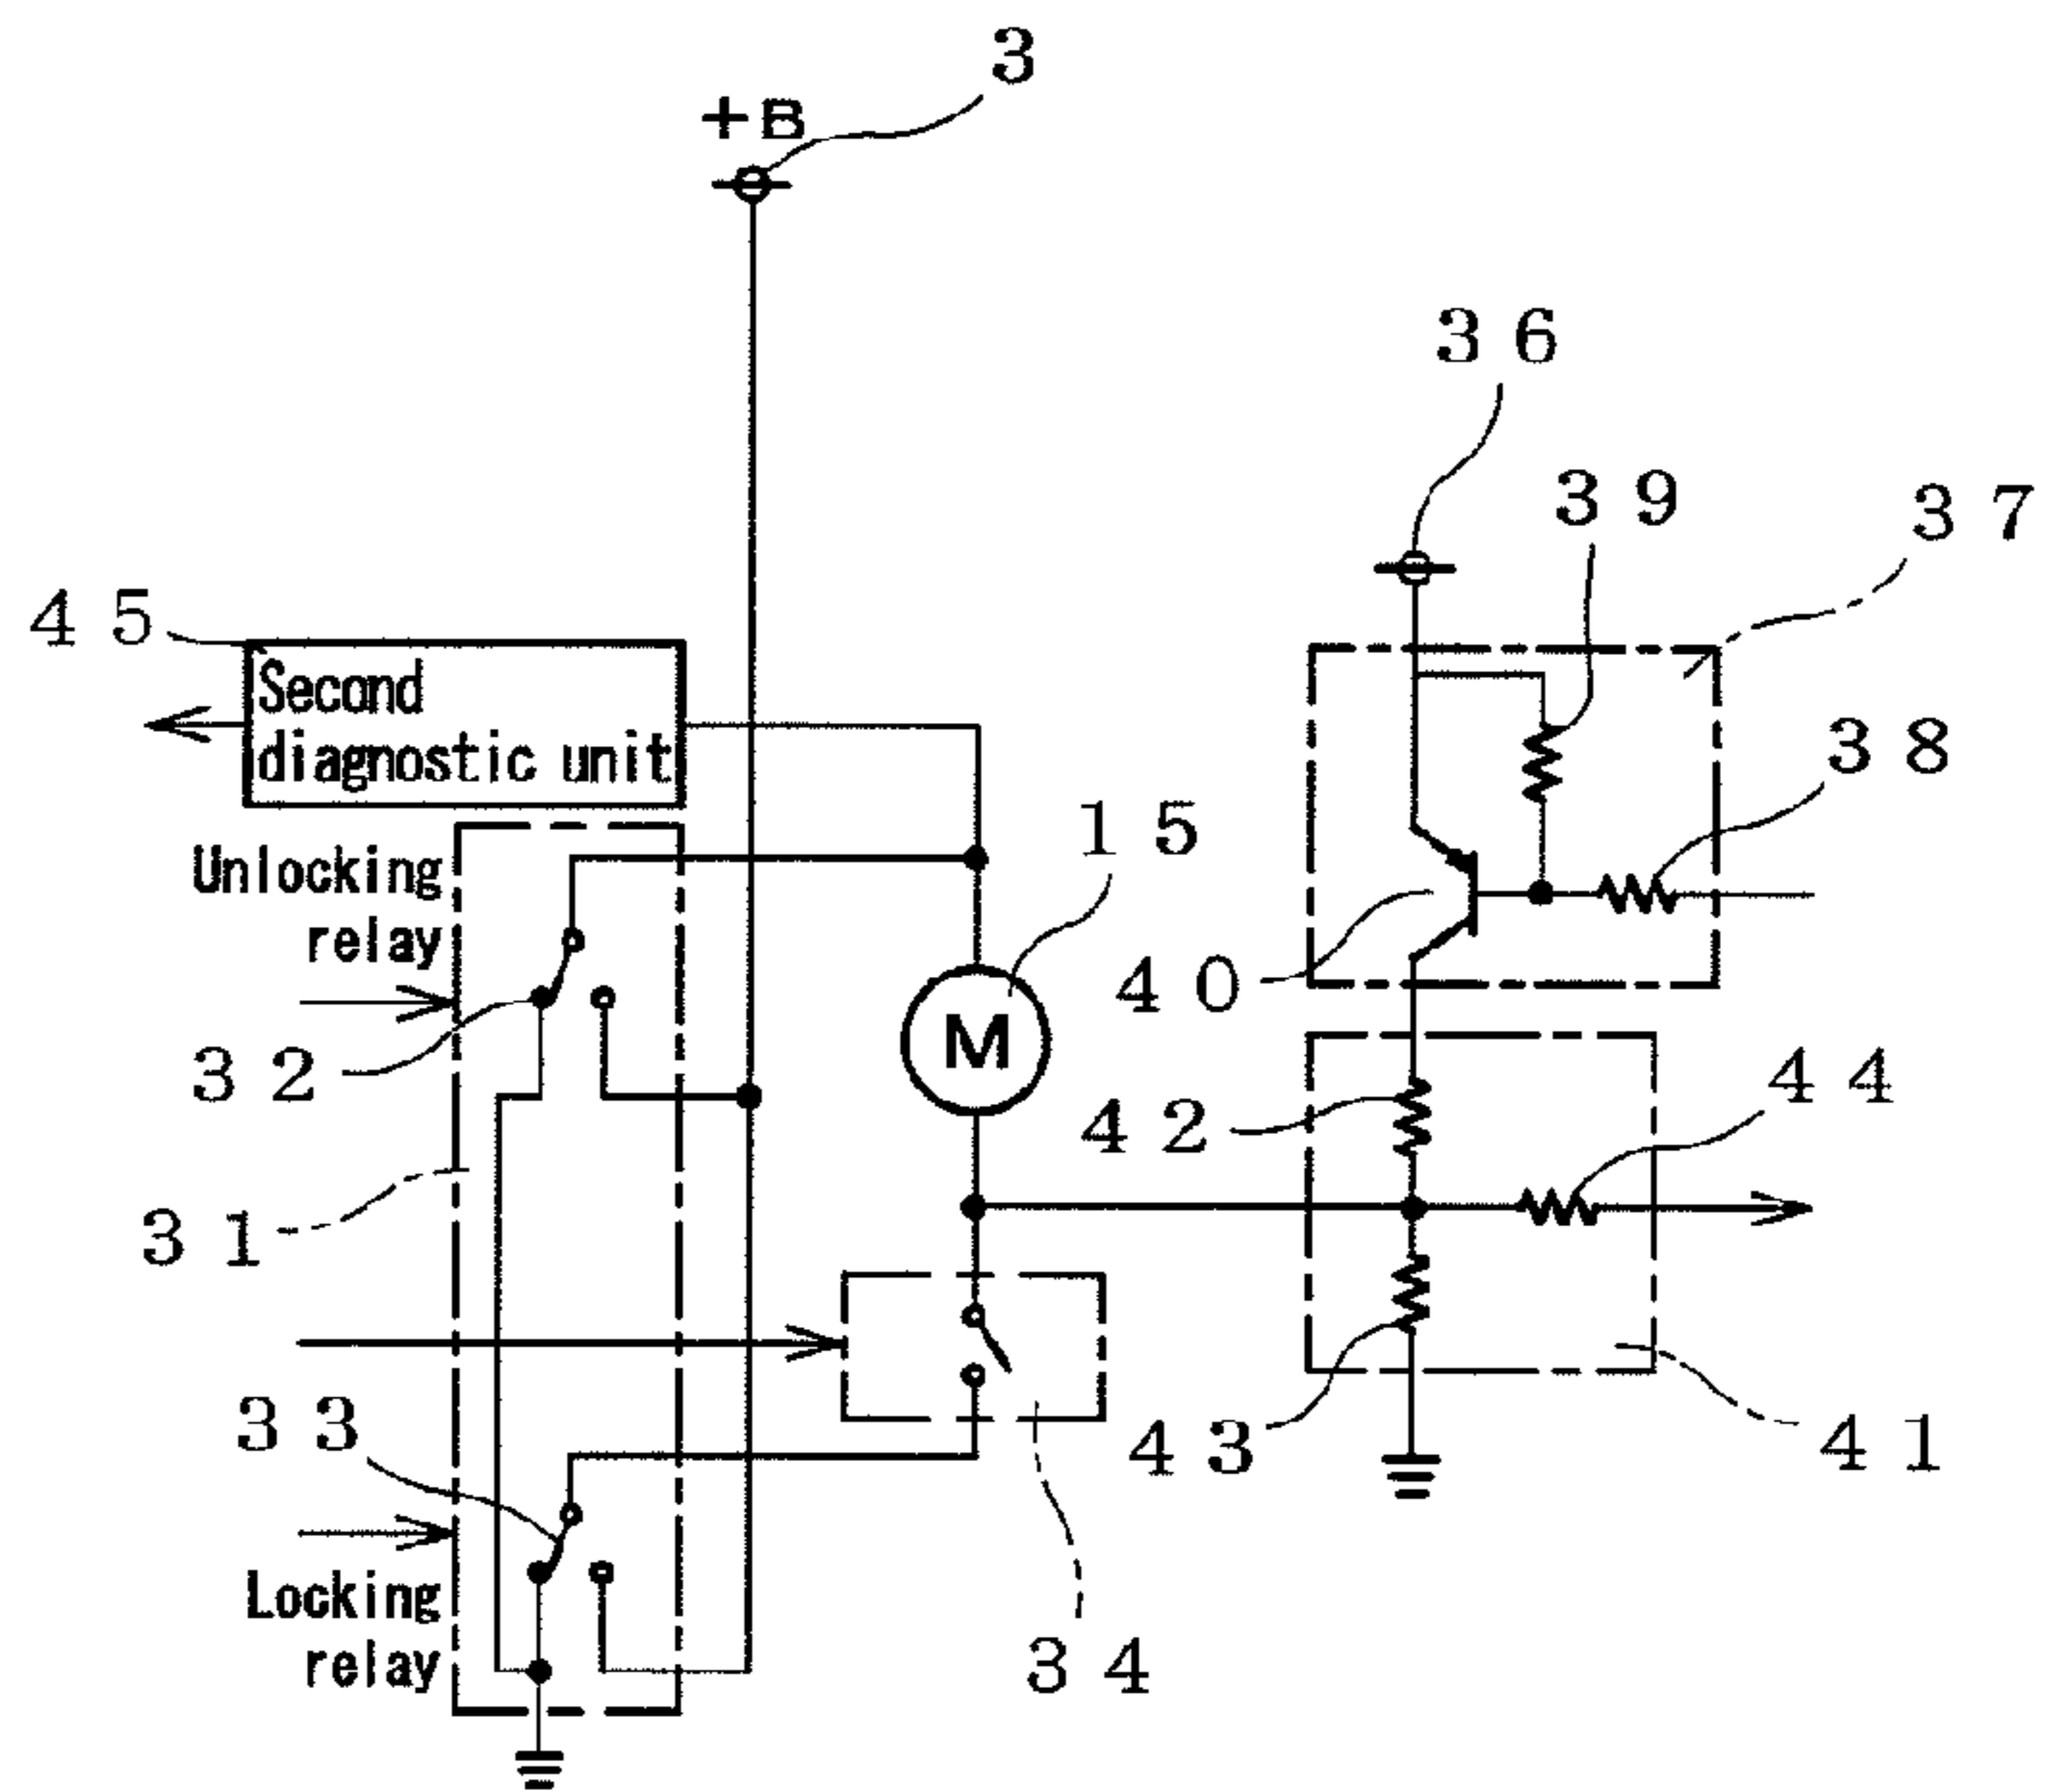 3
+B
36
39
37
45
Second
diagnostic unit
38
15
Unlocking
relay
40
32
42
44
31
33
43
41
Locking
relay
34
M